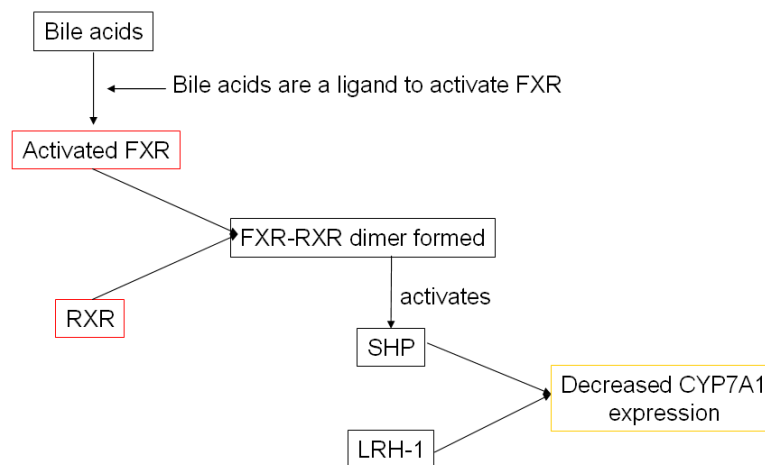 Bile acids
Bile acids are a ligand to activate FXR
Activated FXR
FXR-RXR dimer formed
RXR
activates
SHP
Decreased CYP7A1
expression
LRH-1